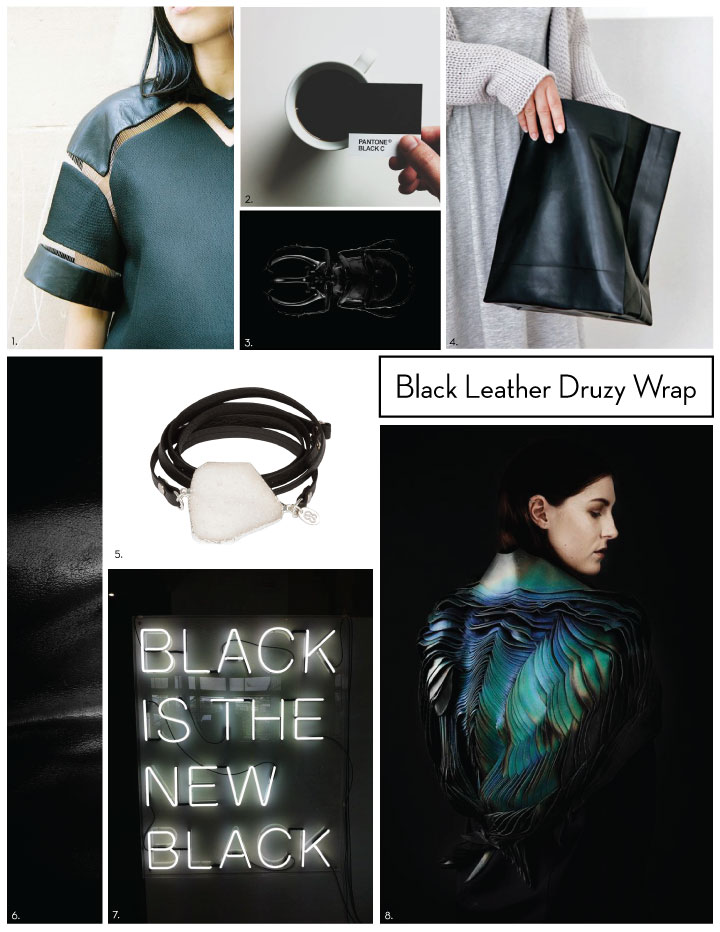 PANTONE®
BLACK C
1.
2.
3.
4.
Black Leather Druzy Wrap
5.
BLACK
IS THE
NEW
BLACK
6.
7.
8.